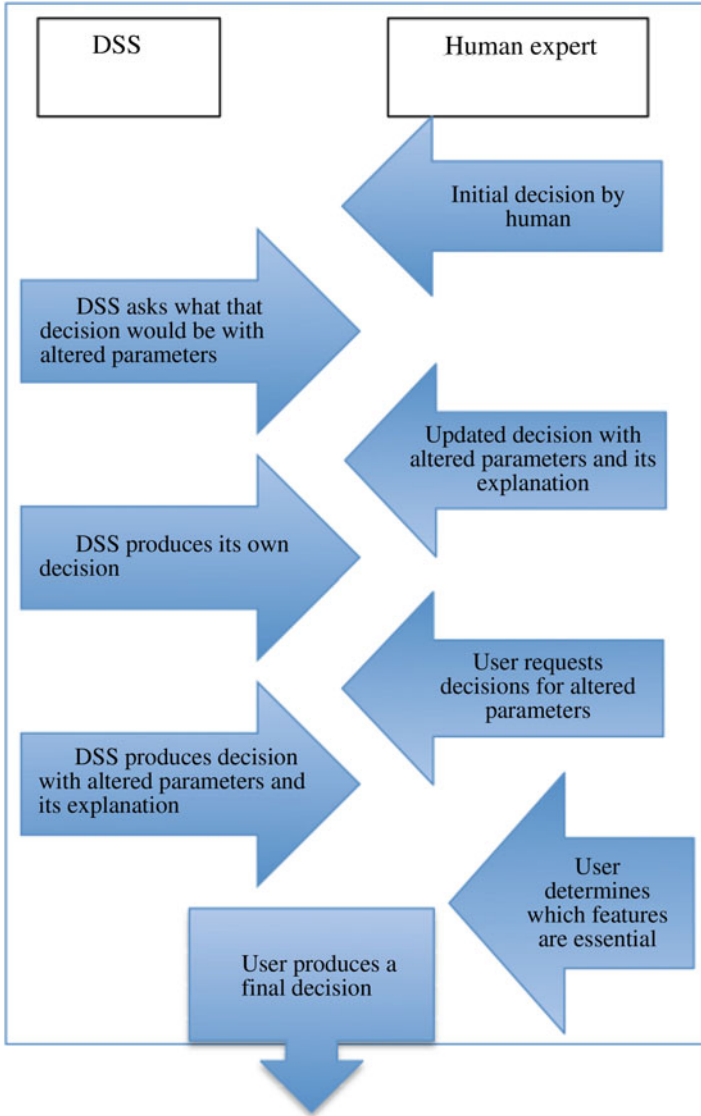 DSS
Human expert
Initial decision by
human
DSS asks what that
decision would be with
altered parameters
Updated decision with
altered parameters and its
explanation
DSS produces its own
decision
User requests
decisions for altered
parameters
DSS produces decision
with altered parameters and
its explanation
User
determines
which features
are essential
User produces a
final decision